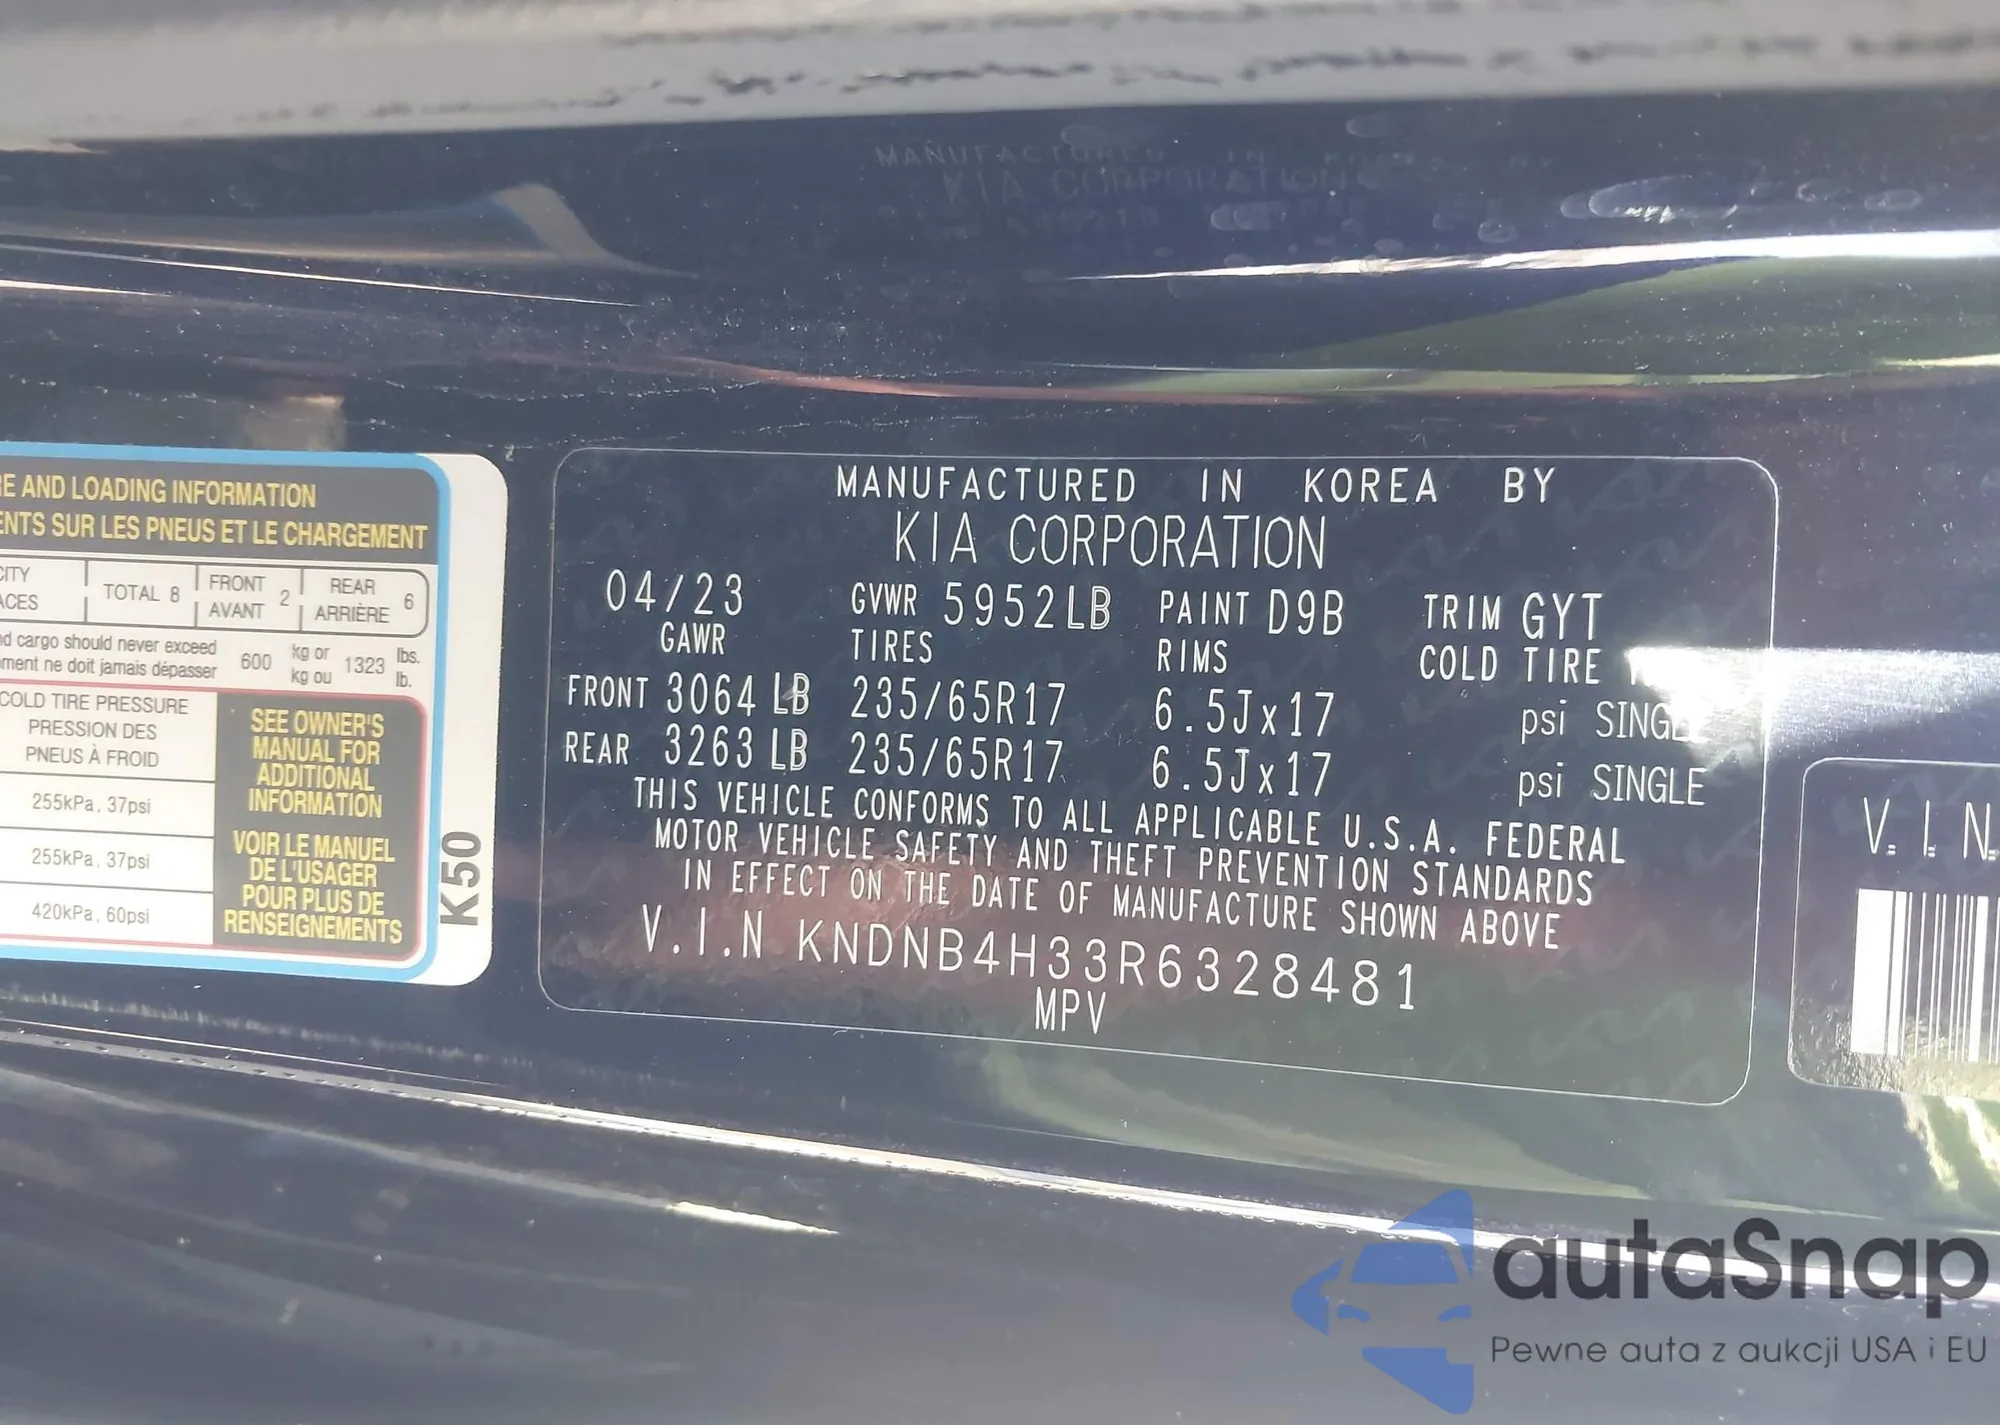 RE AND LOADING INFORMATION
ENTS SUR LES PNEUS ET LE CHARGEMENT
CITY TOTAL 8 FRONT 2 REAR 6
ACES AVANT ARRIÈRE
nd cargo should never exceed 600 kg or 1323 lbs.
ment ne doit jamais dépasser kg ou lb.
COLD TIRE PRESSURE
PRESSION DES
PNEUS À FROID
255kPa, 37psi
255kPa, 37psi
420kPa, 60psi
SEE OWNER'S
MANUAL FOR
ADDITIONAL
INFORMATION
VOIR LE MANUEL
DE L'USAGER
POUR PLUS DE
RENSEIGNEMENTS
K50
MANUFACTURED IN KOREA BY
KIA CORPORATION
04/23 GVWR 5952LB PAINT D9B TRIM GYT
GAWR TIRES RIMS COLD TIRE
FRONT 3064 LB 235/65R17 6.5Jx17 psi SINGLE
REAR 3263 LB 235/65R17 6.5Jx17 psi SINGLE
THIS VEHICLE CONFORMS TO ALL APPLICABLE U.S.A. FEDERAL
MOTOR VEHICLE SAFETY AND THEFT PREVENTION STANDARDS
IN EFFECT ON THE DATE OF MANUFACTURE SHOWN ABOVE
V.I.N KNDNB4H33R6328481
MPV
V.I.N.
autaSnap
Pewne auta z aukcji USA i EU